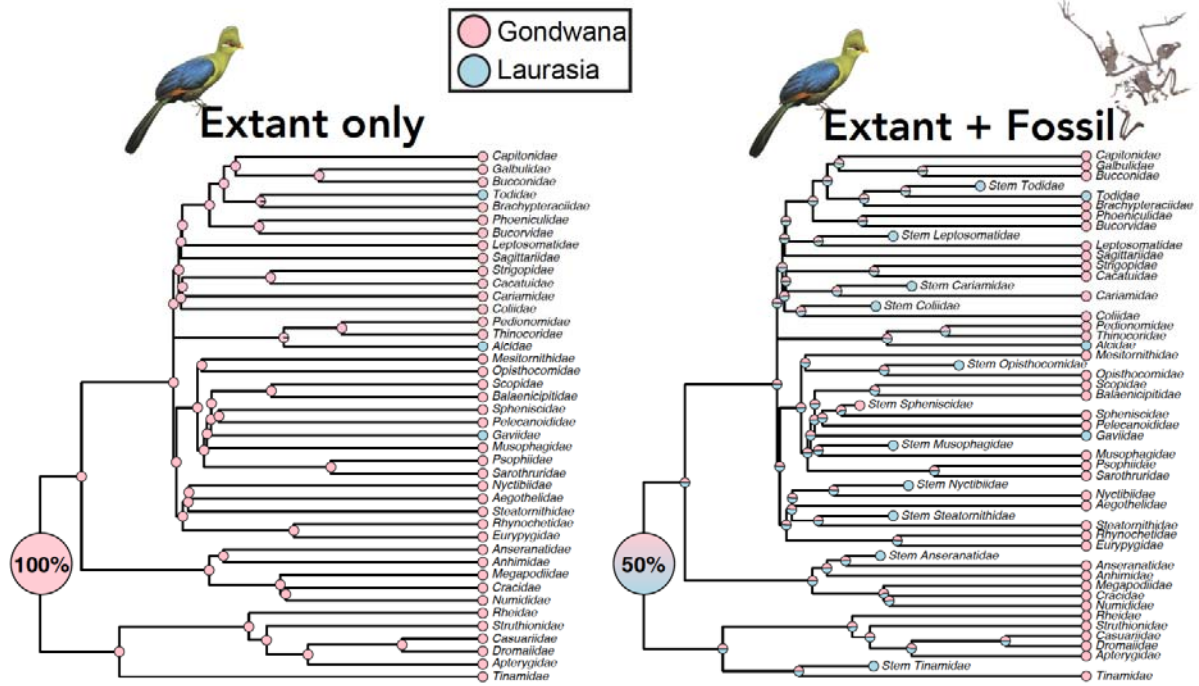 Gondwana
Laurasia
Extant only
Capitonidae
Galbulidae
Bucconidae
Todidae
Brachypteraciidae
Phoeniculidae
Bucorvidae
Leptosomatidae
Sagittariidae
Strigopidae
Cacatuidae
Cariamidae
Coliidae
Pedionomidae
Thinocoridae
Alcidae
Mesitornithidae
Opisthocomidae
Scopidae
Balaenicipitidae
Spheniscidae
Pelecanoididae
Gaviidae
Musophagidae
Psophiidae
Sarothruridae
Nyctibiidae
Aegothelidae
Steatornithidae
Rhynochetidae
Eurypygidae
Anseranatidae
Anhimidae
Megapodiidae
Cracidae
Numididae
Rheidae
Struthionidae
Casuariidae
Dromaiidae
Apterygidae
Tinamidae
100%
Extant + Fossil
Capitonidae
Galbulidae
Bucconidae
Stem Todidae
Todidae
Brachypteraciidae
Phoeniculidae
Bucorvidae
Stem Leptosomatidae
Leptosomatidae
Sagittariidae
Strigopidae
Cacatuidae
Stem Cariamidae
Cariamidae
Stem Coliidae
Coliidae
Pedionomidae
Thinocoridae
Alcidae
Mesitornithidae
Stem Opisthocomidae
Opisthocomidae
Scopidae
Balaenicipitidae
Stem Spheniscidae
Spheniscidae
Pelecanoididae
Gaviidae
Stem Musophagidae
Musophagidae
Psophiidae
Sarothruridae
Stem Nyctibiidae
Nyctibiidae
Aegothelidae
Stem Steatornithidae
Steatornithidae
Rhynochetidae
Eurypygidae
Stem Anseranatidae
Anseranatidae
Anhimidae
Megapodiidae
Cracidae
Numididae
Rheidae
Struthionidae
Casuariidae
Dromaiidae
Apterygidae
Stem Tinamidae
Tinamidae
50%